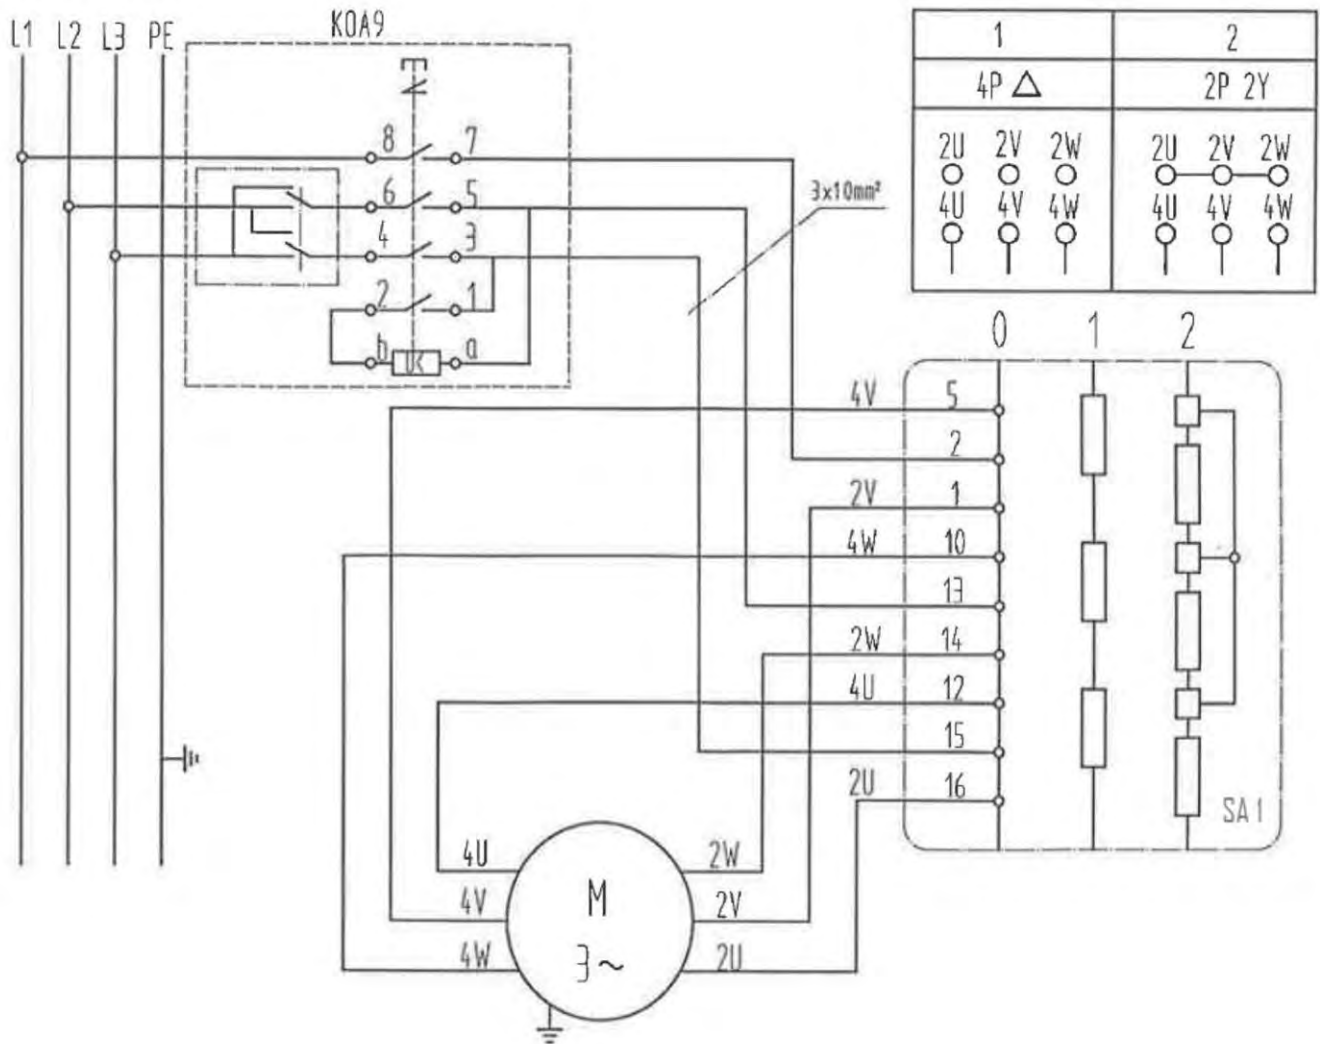 L1 L2 L3 PE
K0A9
8 7
6 5
4 3
2 1
b U< a
3x10mm²
1 2
4P △ 2P 2Y
2U 2V 2W 2U 2V 2W
4U 4V 4W 4U 4V 4W
0 1 2
4V 5
2
2V 1
4W 10
13
2W 14
4U 12
15
2U 16
SA1
4U 2W
4V M 2V
4W 3~ 2U